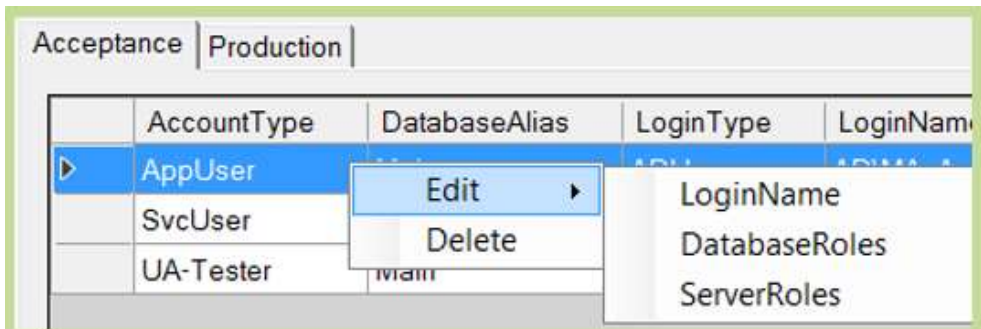 Acceptance Production
AccountType DatabaseAlias LoginType
AppUser
Edit LoginName
SvcUser
Delete DatabaseRoles
UA-Tester Main
ServerRoles